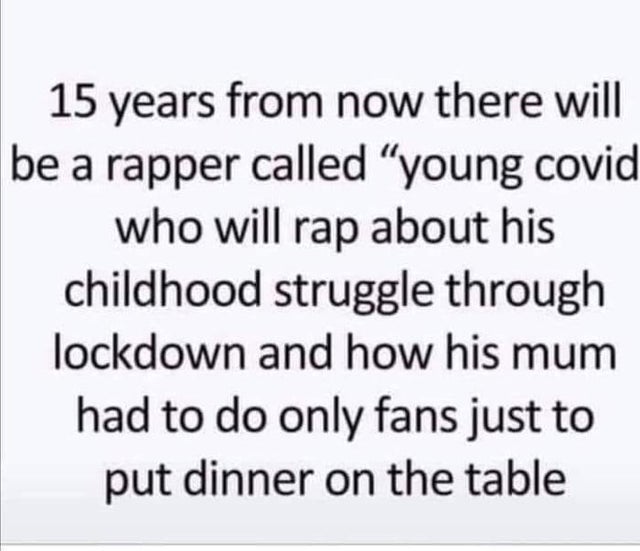 15 years from now there will
be a rapper called “young covid
who will rap about his
childhood struggle through
lockdown and how his mum
had to do only fans just to
put dinner on the table